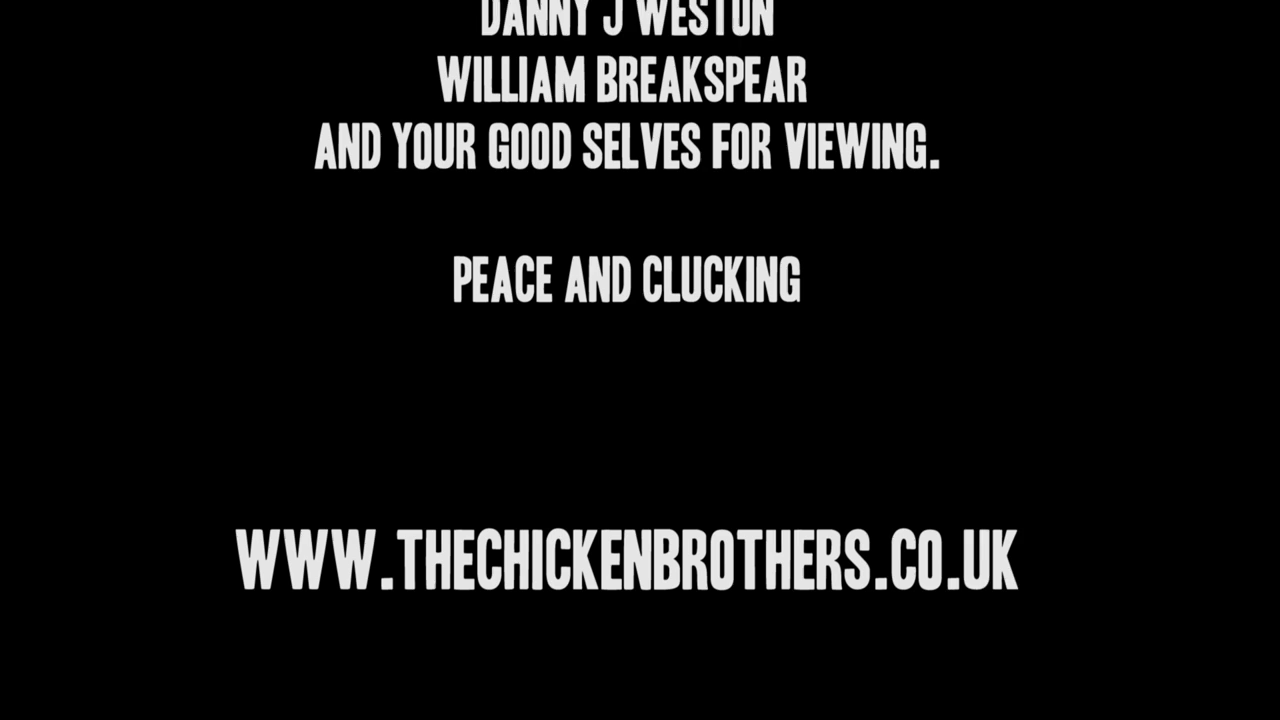 DANNY J WESTON
WILLIAM BREAKSPEAR
AND YOUR GOOD SELVES FOR VIEWING.
PEACE AND CLUCKING
WWW.THECHICKENBROTHERS.CO.UK